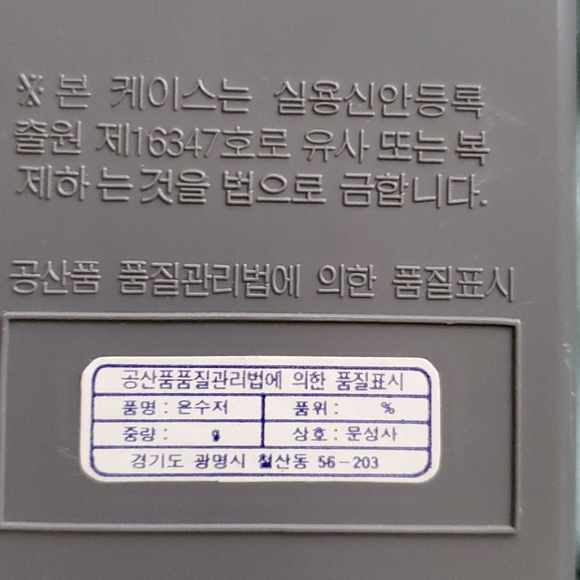 ※ 본 케이스는 실용신안등록
출원 제16347호로 유사 또는 복
제하는것을 법으로 금합니다.
공산품 품질관리법에 의한 품질표시
공산품품질관리법에 의한 품질표시
품명 : 은수저 품위 : %
중량 : g 상호 : 문성사
경기도 광명시 철산동 56-203